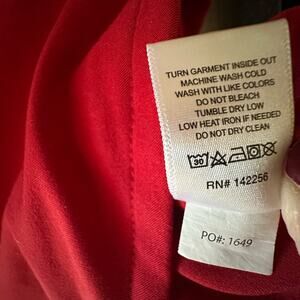 TURN GARMENT INSIDE OUT
MACHINE WASH COLD
WASH WITH LIKE COLORS
DO NOT BLEACH
TUMBLE DRY LOW
LOW HEAT IRON IF NEEDED
DO NOT DRY CLEAN
30
RN# 142256
PO#: 1649